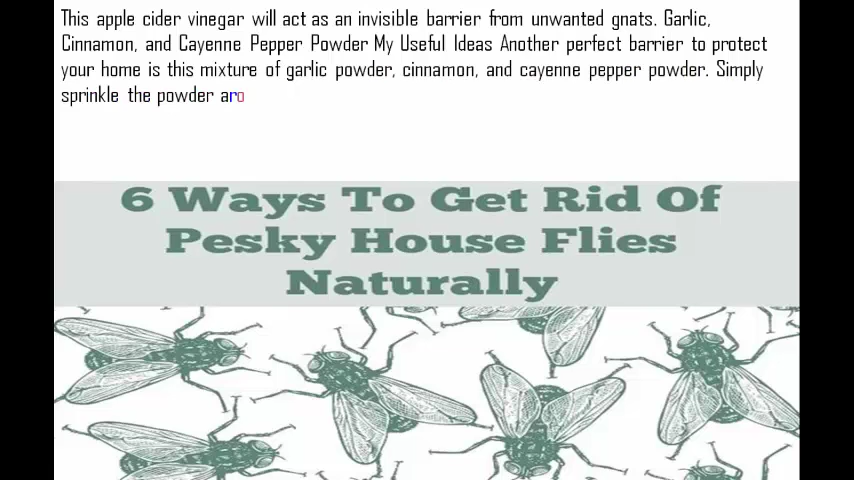 This apple cider vinegar will act as an invisible barrier from unwanted gnats. Garlic,
Cinnamon, and Cayenne Pepper Powder My Useful Ideas Another perfect barrier to protect
your home is this mixture of garlic powder, cinnamon, and cayenne pepper powder. Simply
sprinkle the powder aro
6 Ways To Get Rid Of
Pesky House Flies
Naturally